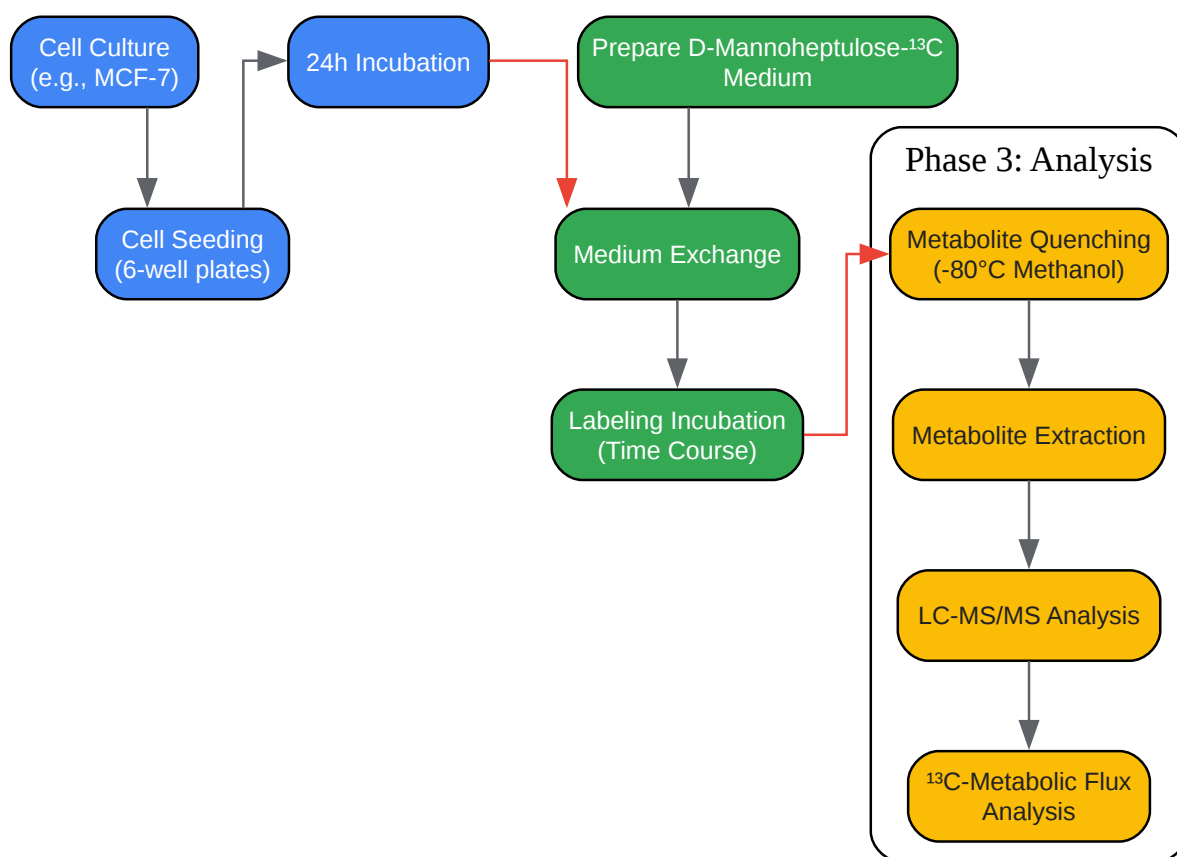 Cell Culture
(e.g., MCF-7)
24h Incubation
Prepare D-Mannoheptulose-¹³C
Medium
Phase 3: Analysis
Cell Seeding
(6-well plates)
Medium Exchange
Metabolite Quenching
(-80°C Methanol)
Labeling Incubation
(Time Course)
Metabolite Extraction
LC-MS/MS Analysis
¹³C-Metabolic Flux
Analysis